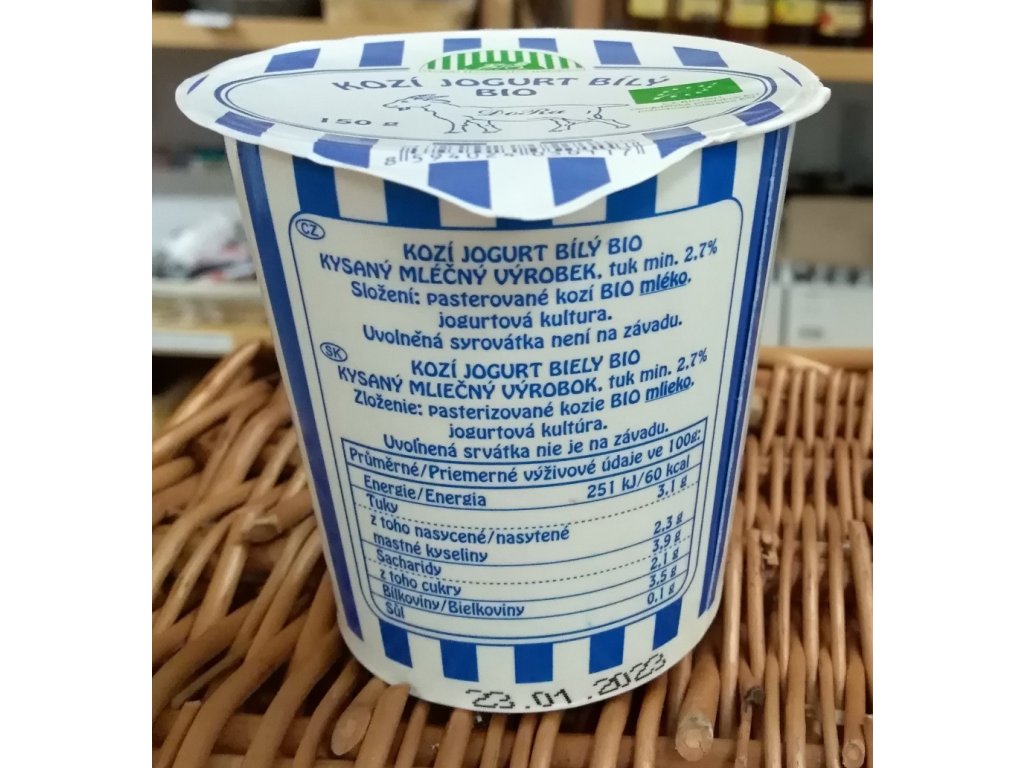 KOZÍ JOGURT BÍLÝ
BIO
150 g
DoRa
CZ
KOZÍ JOGURT BÍLÝ BIO
KYSANÝ MLÉČNÝ VÝROBEK, tuk min. 2.7%
Složení: pasterované kozí BIO mléko,
jogurtová kultura.
Uvolněná syrovátka není na závadu.
SK
KOZÍ JOGURT BIELY BIO
KYSANÝ MLIEČNÝ VÝROBOK, tuk min. 2.7%
Zloženie: pasterizované kozie BIO mlieko,
jogurtová kultúra.
Uvoľnená srvátka nie je na závadu.
Průměrné/Priemerné výživové údaje ve 100g:
Energie/Energia 251 kJ/60 kcal
Tuky 3,1 g
z toho nasycené/nasytené
mastné kyseliny 2,3 g
Sacharidy 3,9 g
z toho cukry 2,1 g
Bílkoviny/Bielkoviny 3,5 g
Sůl 0,1 g
23.01.2023